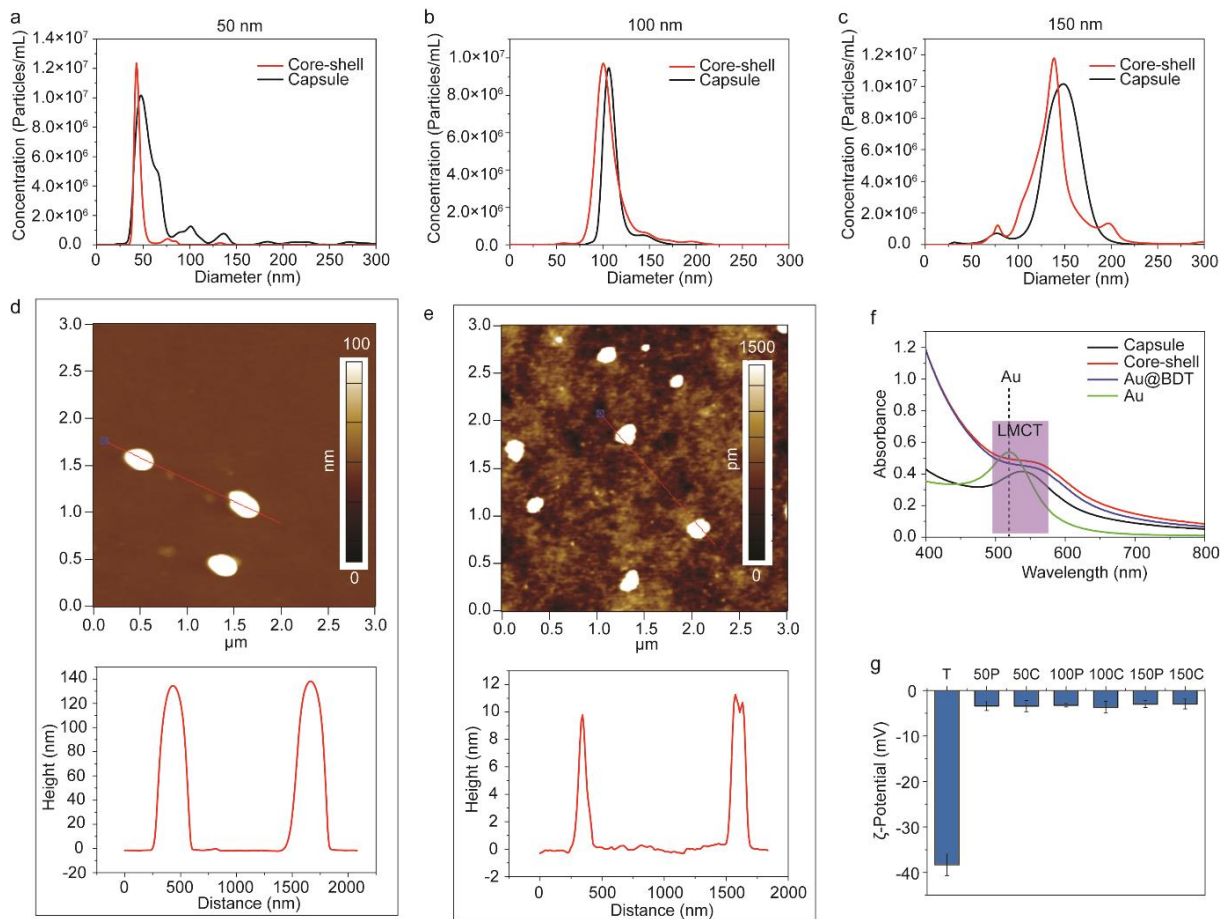 a
50 nm
Concentration (Particles/mL)
1.4×10⁷
1.2×10⁷
1.0×10⁷
8.0×10⁶
6.0×10⁶
4.0×10⁶
2.0×10⁶
0.0
Core-shell
Capsule
0 50 100 150 200 250 300
Diameter (nm)
b
100 nm
Concentration (Particles/mL)
1.0×10⁷
8.0×10⁶
6.0×10⁶
4.0×10⁶
2.0×10⁶
0.0
Core-shell
Capsule
0 50 100 150 200 250 300
Diameter (nm)
c
150 nm
Concentration (Particles/mL)
1.2×10⁷
1.0×10⁷
8.0×10⁶
6.0×10⁶
4.0×10⁶
2.0×10⁶
0.0
Core-shell
Capsule
0 50 100 150 200 250 300
Diameter (nm)
d
3.0
2.5
2.0
1.5
1.0
0.5
0.0
100
nm
0
0.0 0.5 1.0 1.5 2.0 2.5 3.0
µm
Height (nm)
140
120
100
80
60
40
20
0
-20
0 500 1000 1500 2000
Distance (nm)
e
3.0
2.5
2.0
1.5
1.0
0.5
0.0
1500
pm
0
0.0 0.5 1.0 1.5 2.0 2.5 3.0
µm
Height (nm)
12
10
8
6
4
2
0
-2
0 500 1000 1500 2000
Distance (nm)
f
Absorbance
1.2
1.0
0.8
0.6
0.4
0.2
0.0
Capsule
Core-shell
Au@BDT
Au
Au
LMCT
400 500 600 700 800
Wavelength (nm)
g
T 50P 50C 100P 100C 150P 150C
ζ-Potential (mV)
0
-10
-20
-30
-40